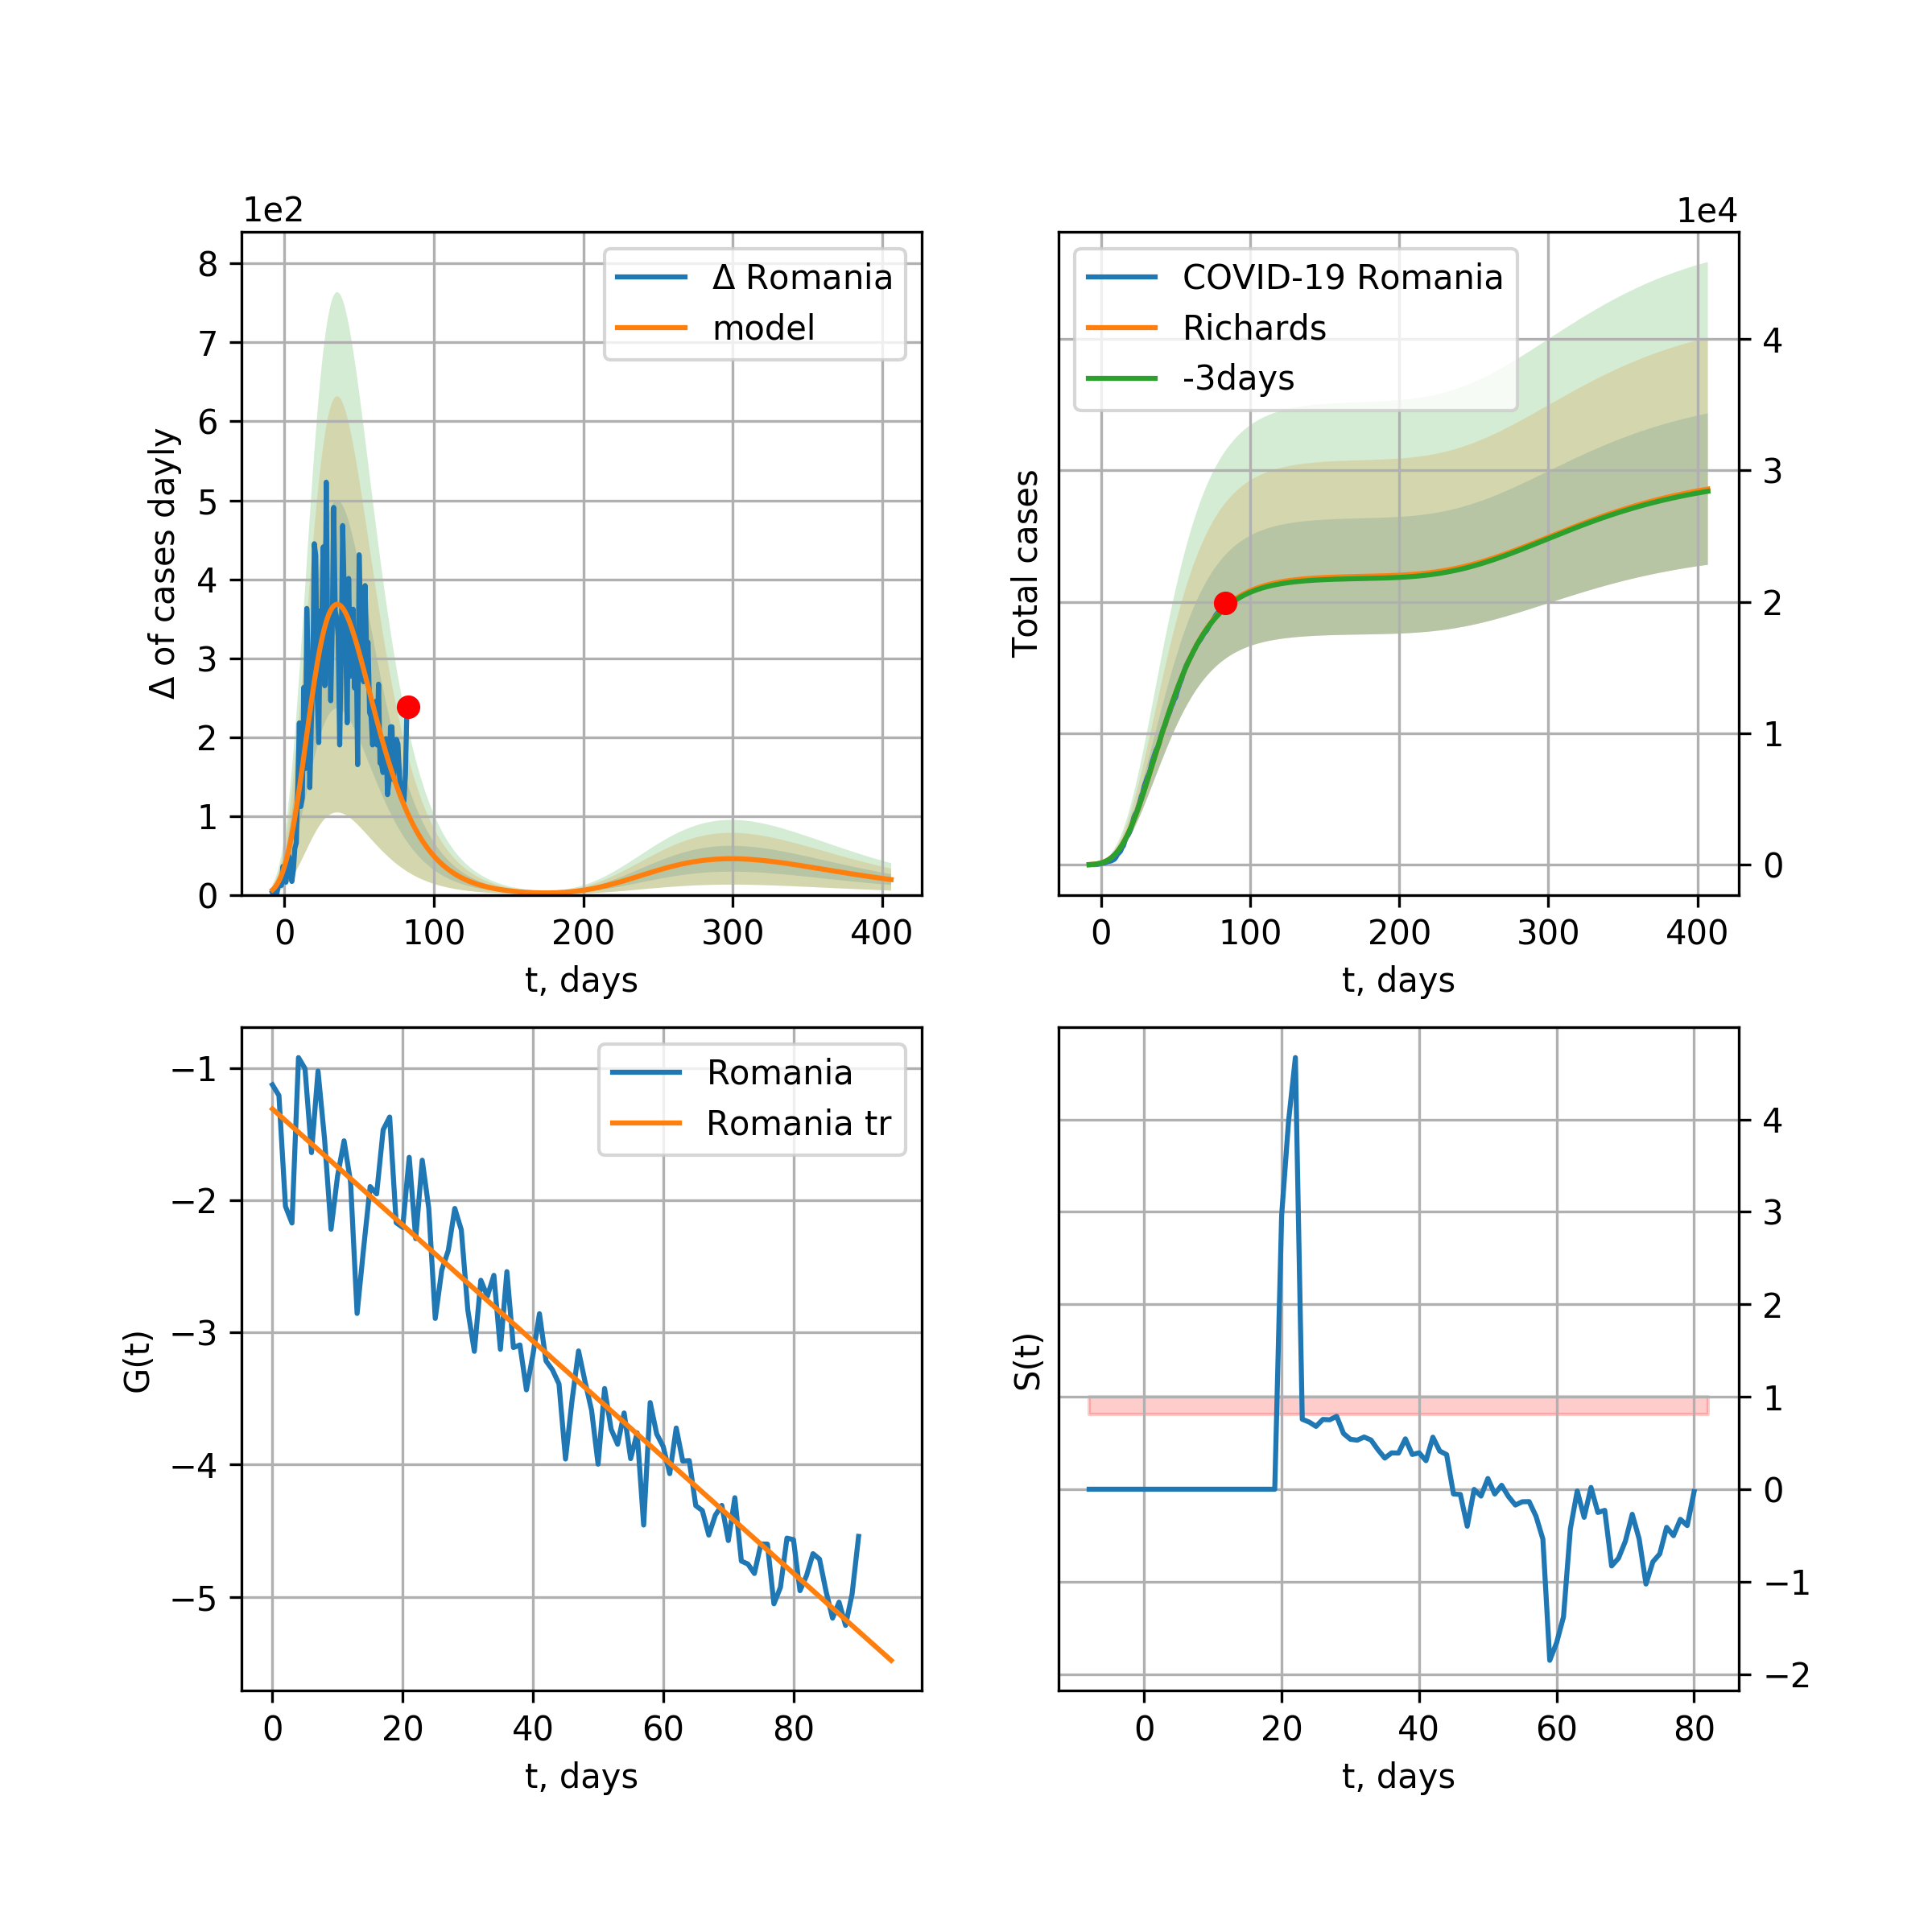 1e2
8
7
6
5
4
3
2
1
0
Δ of cases dayly
Δ Romania
model
0 100 200 300 400
t, days
1e4
COVID-19 Romania
Richards
-3days
Total cases
4
3
2
1
0
0 100 200 300 400
t, days
−1
−2
−3
−4
−5
G(t)
Romania
Romania tr
0 20 40 60 80
t, days
S(t)
4
3
2
1
0
−1
−2
0 20 40 60 80
t, days